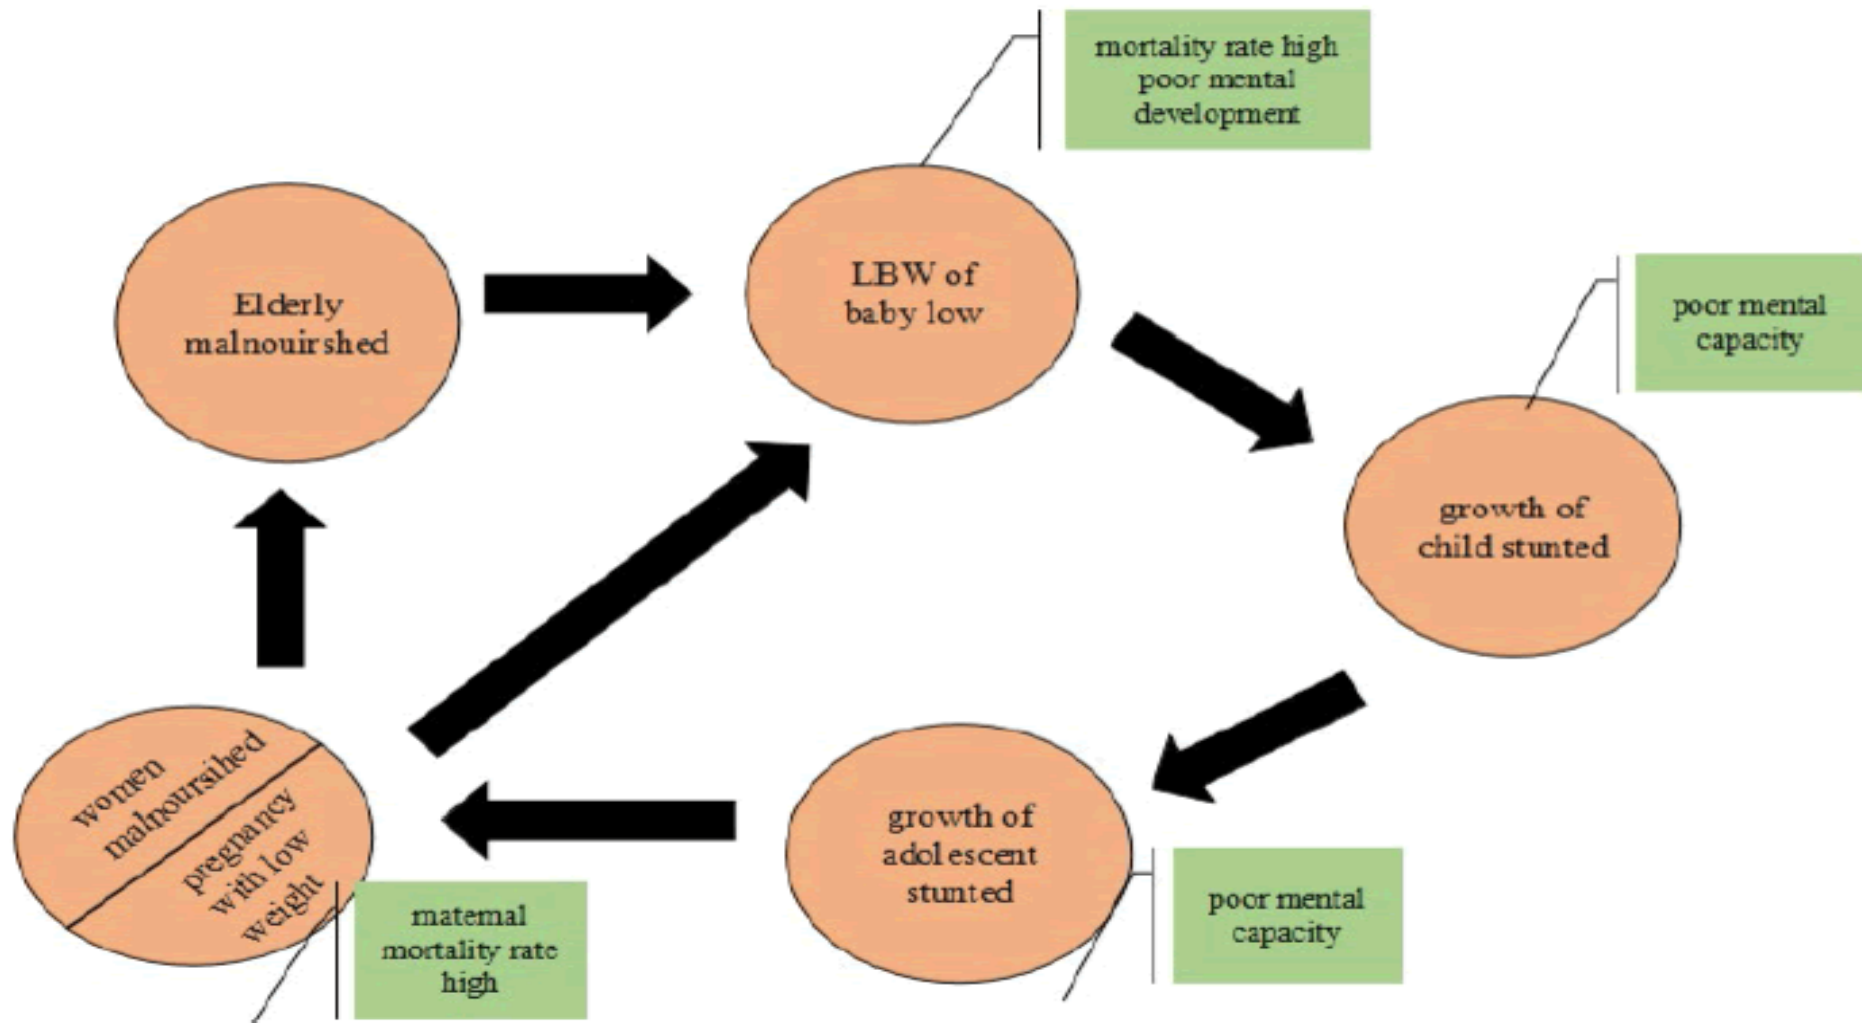 mortality rate high
poor mental
development
Elderly
malnouirshed
LBW of
baby low
poor mental
capacity
growth of
child stunted
women
malnoursihed
pregnancy
with low
weight
maternal
mortality rate
high
growth of
adolescent
stunted
poor mental
capacity